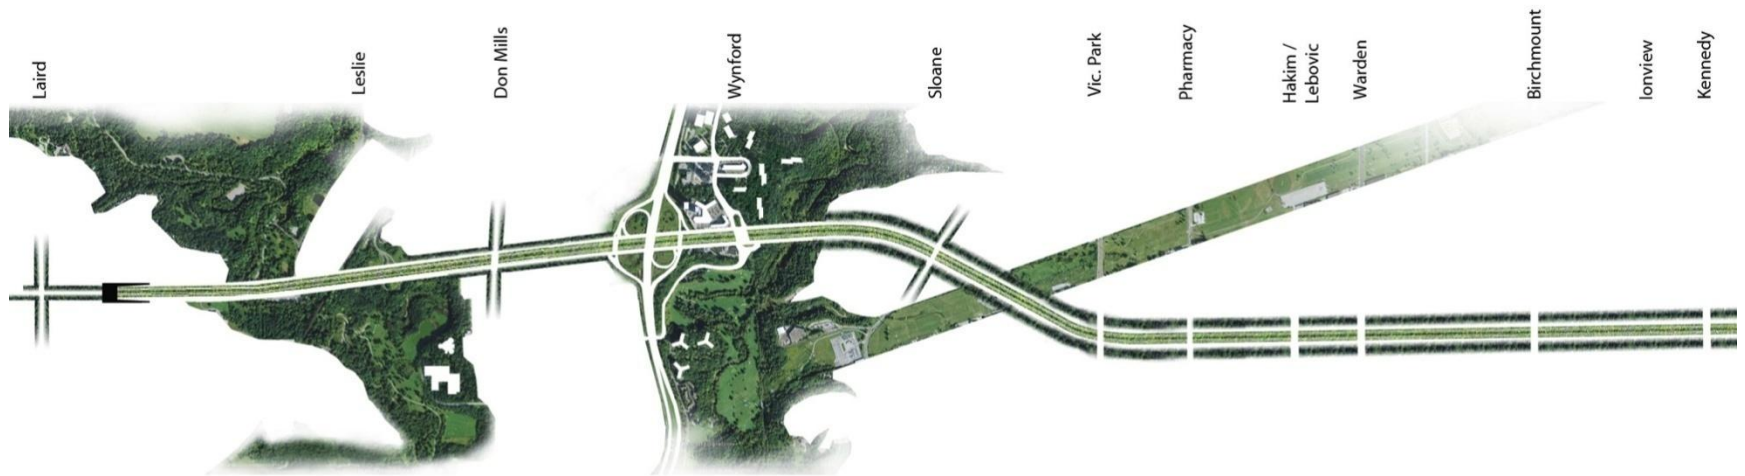 Laird
Leslie
Don Mills
Wynford
Sloane
Vic. Park
Pharmacy
Hakim /
Lebovic
Warden
Birchmount
Ionview
Kennedy